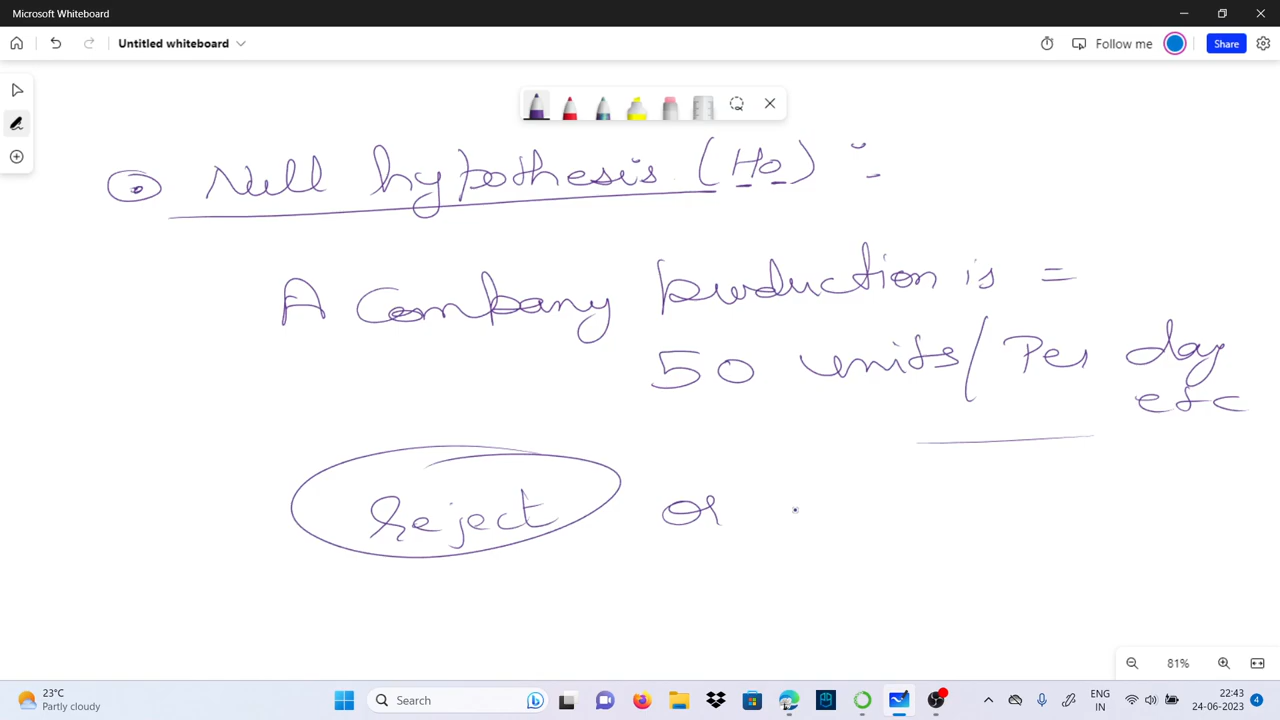 Microsoft Whiteboard
Untitled whiteboard
Follow me
Share
Null hypothesis (Ho) :-
A Company production is =
50 units/Per day
etc
Reject or
81%
23°C
Partly cloudy
Search
ENG
IN
22:43
24-06-2023
4